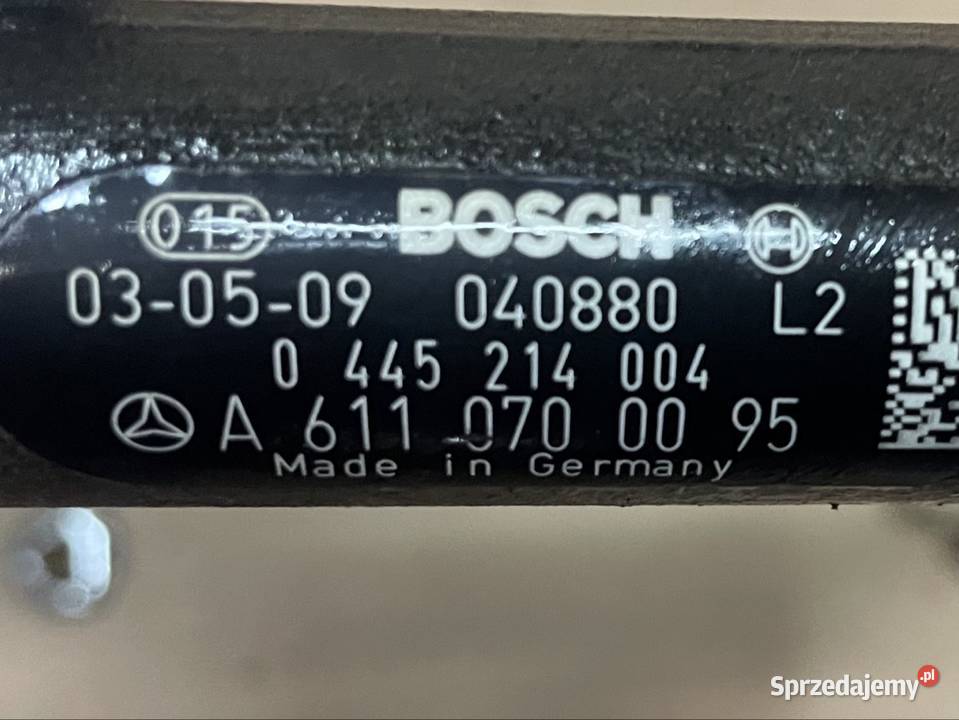 015 BOSCH
03-05-09 040880 L2
0 445 214 004
A 611 070 00 95
Made in Germany
Sprzedajemy.pl